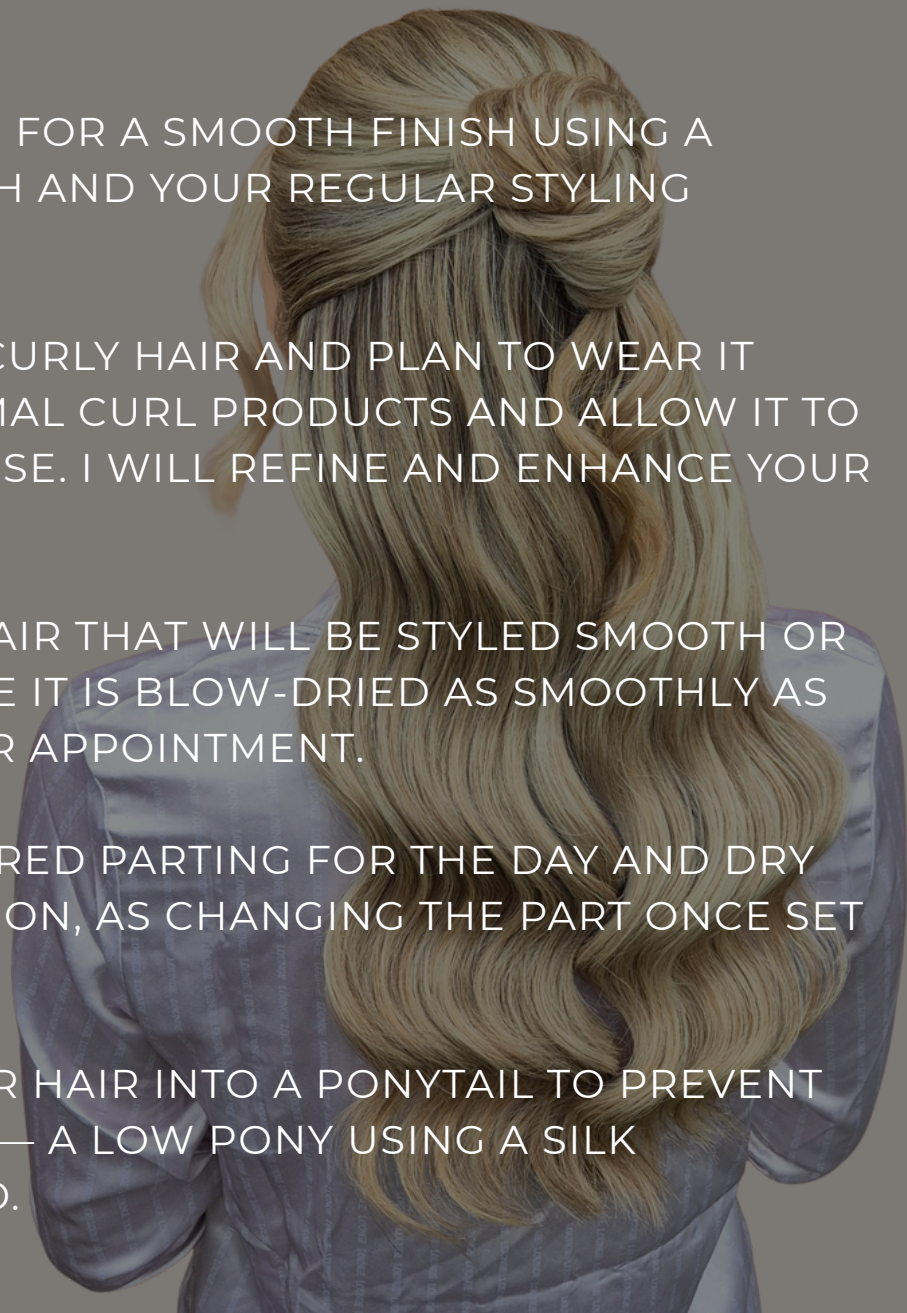 FOR A SMOOTH FINISH USING A
H AND YOUR REGULAR STYLING
CURLY HAIR AND PLAN TO WEAR IT
MAL CURL PRODUCTS AND ALLOW IT TO
SE. I WILL REFINE AND ENHANCE YOUR
AIR THAT WILL BE STYLED SMOOTH OR
E IT IS BLOW-DRIED AS SMOOTHLY AS
R APPOINTMENT.
RED PARTING FOR THE DAY AND DRY
ON, AS CHANGING THE PART ONCE SET
R HAIR INTO A PONYTAIL TO PREVENT
— A LOW PONY USING A SILK
D.